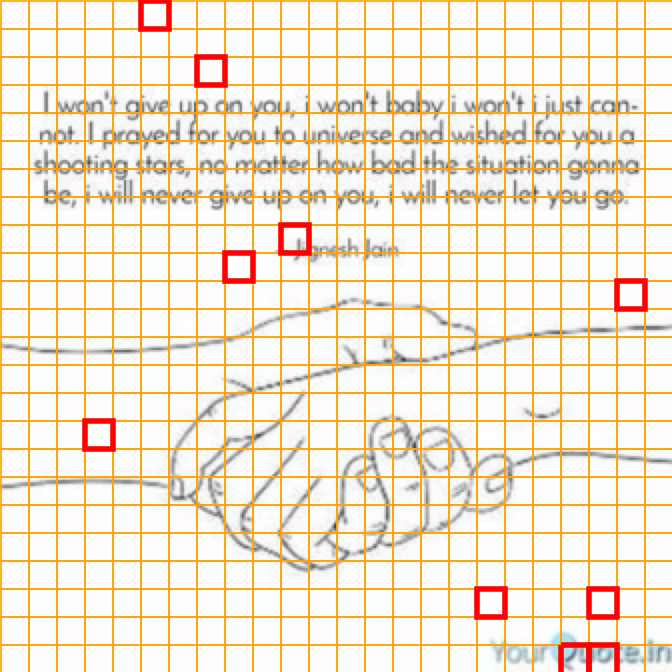 I won't give up on you, i won't baby i won't i just can-
not. I prayed for you to universe and wished for you a
shooting stars, no matter how bad the situation gonna
be, i will never give up on you, i will never let you go.
Jignesh Jain
YourQuote.in